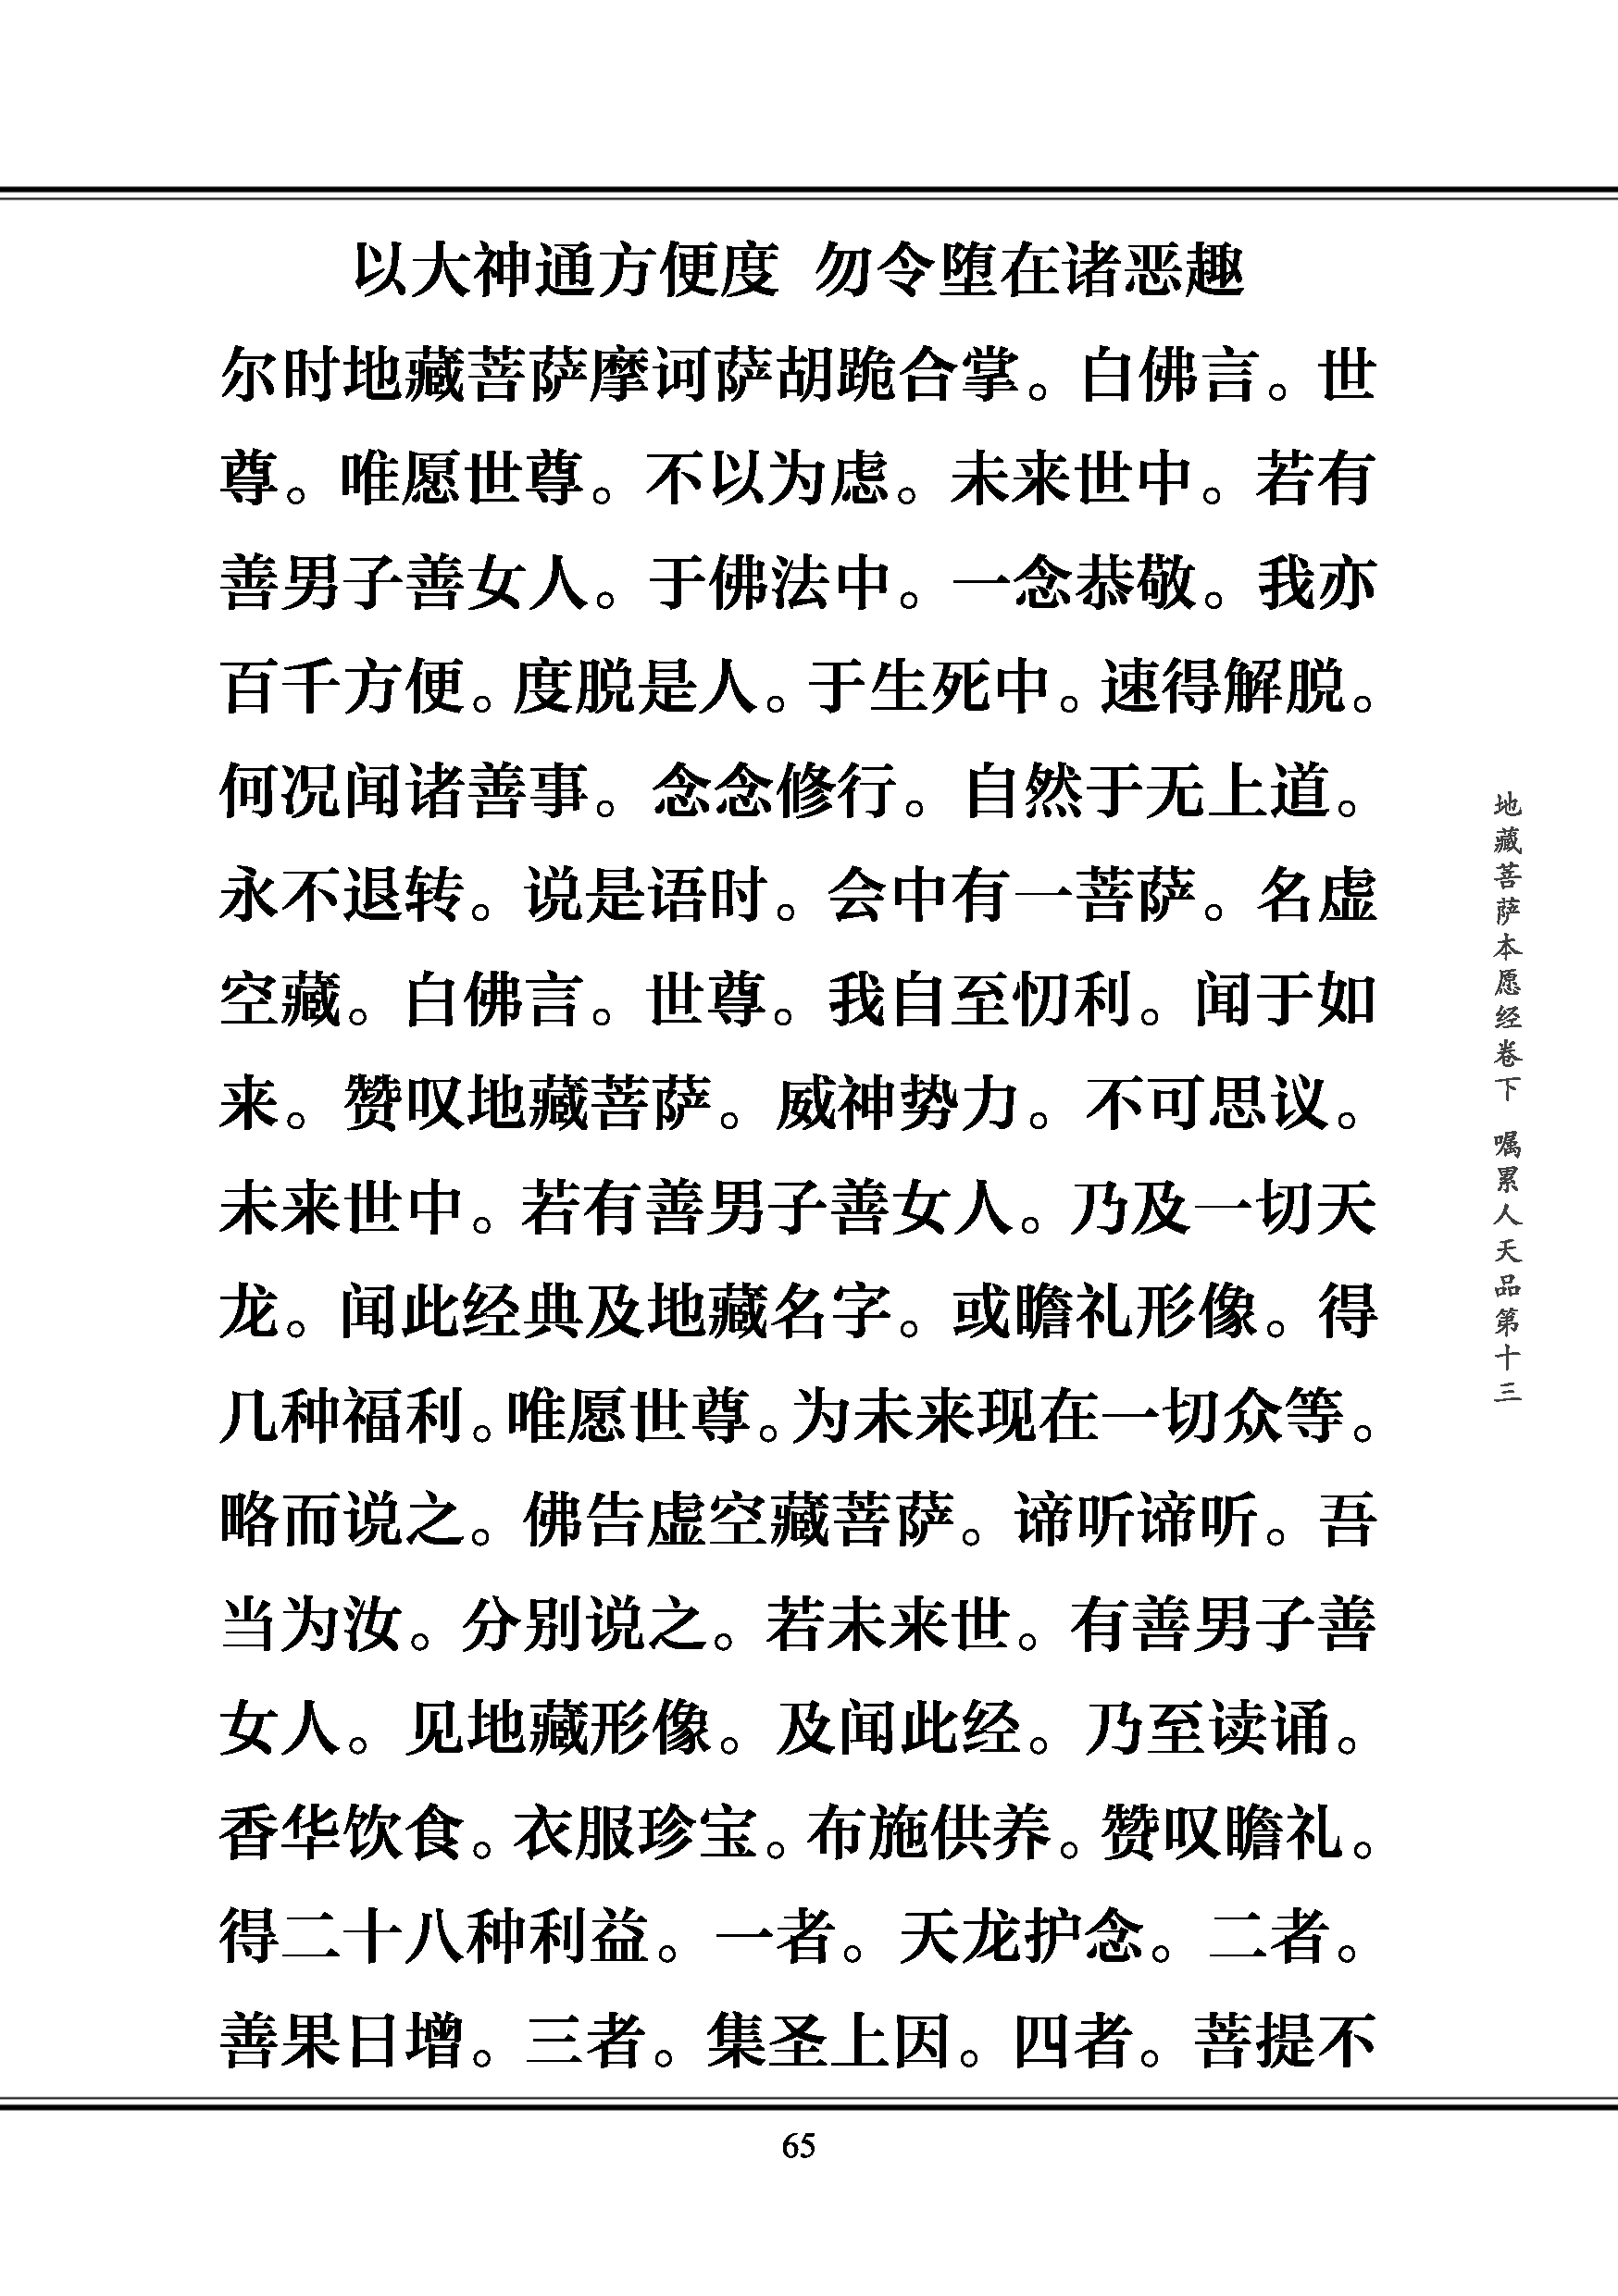 以大神通方便度 勿令堕在诸恶趣
尔时地藏菩萨摩诃萨胡跪合掌。白佛言。世
尊。唯愿世尊。不以为虑。未来世中。若有
善男子善女人。于佛法中。一念恭敬。我亦
百千方便。度脱是人。于生死中。速得解脱。
何况闻诸善事。念念修行。自然于无上道。
永不退转。说是语时。会中有一菩萨。名虚
空藏。白佛言。世尊。我自至忉利。闻于如
来。赞叹地藏菩萨。威神势力。不可思议。
未来世中。若有善男子善女人。乃及一切天
龙。闻此经典及地藏名字。或瞻礼形像。得
几种福利。唯愿世尊。为未来现在一切众等。
略而说之。佛告虚空藏菩萨。谛听谛听。吾
当为汝。分别说之。若未来世。有善男子善
女人。见地藏形像。及闻此经。乃至读诵。
香华饮食。衣服珍宝。布施供养。赞叹瞻礼。
得二十八种利益。一者。天龙护念。二者。
善果日增。三者。集圣上因。四者。菩提不
地藏菩萨本愿经卷下 嘱累人天品第十三
65